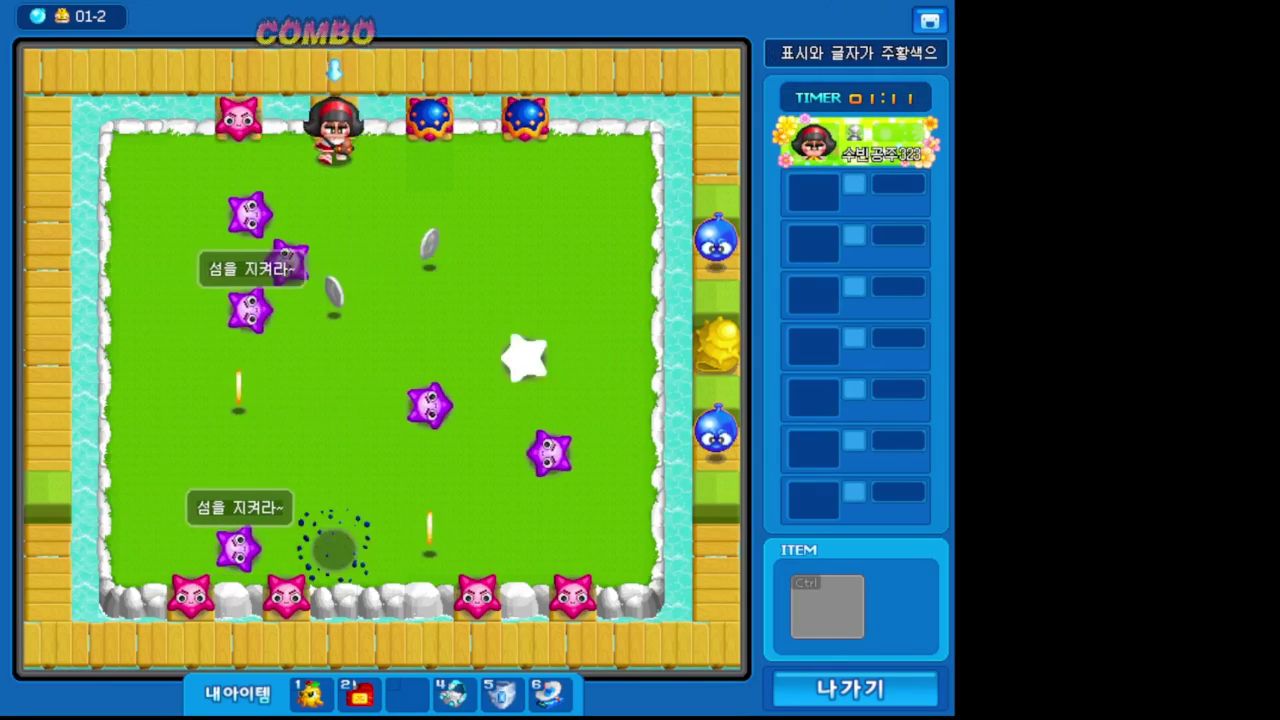 01-2
COMBO
표시와 글자가 주황색으
TIMER 01:11
수빈공주323
섬을 지켜라~
섬을 지켜라~
ITEM
Ctrl
내아이템
1
2
4
5
6
나가기